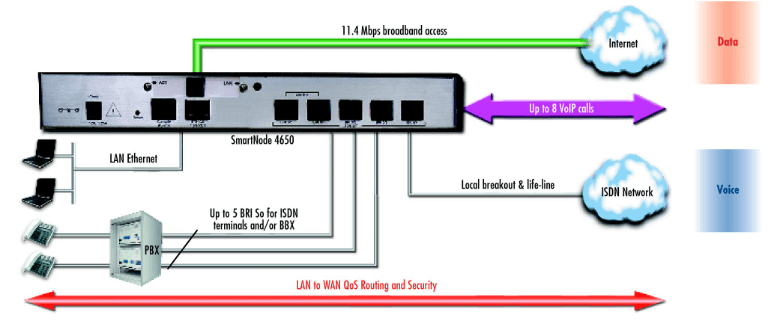 11.4 Mbps broadband access
Internet
Data
Up to 8 VoIP calls
SmartNode 4650
LAN Ethernet
Local breakout & life-line
ISDN Network
Voice
Up to 5 BRI So for ISDN
terminals and/or BBX
PBX
LAN to WAN QoS Routing and Security